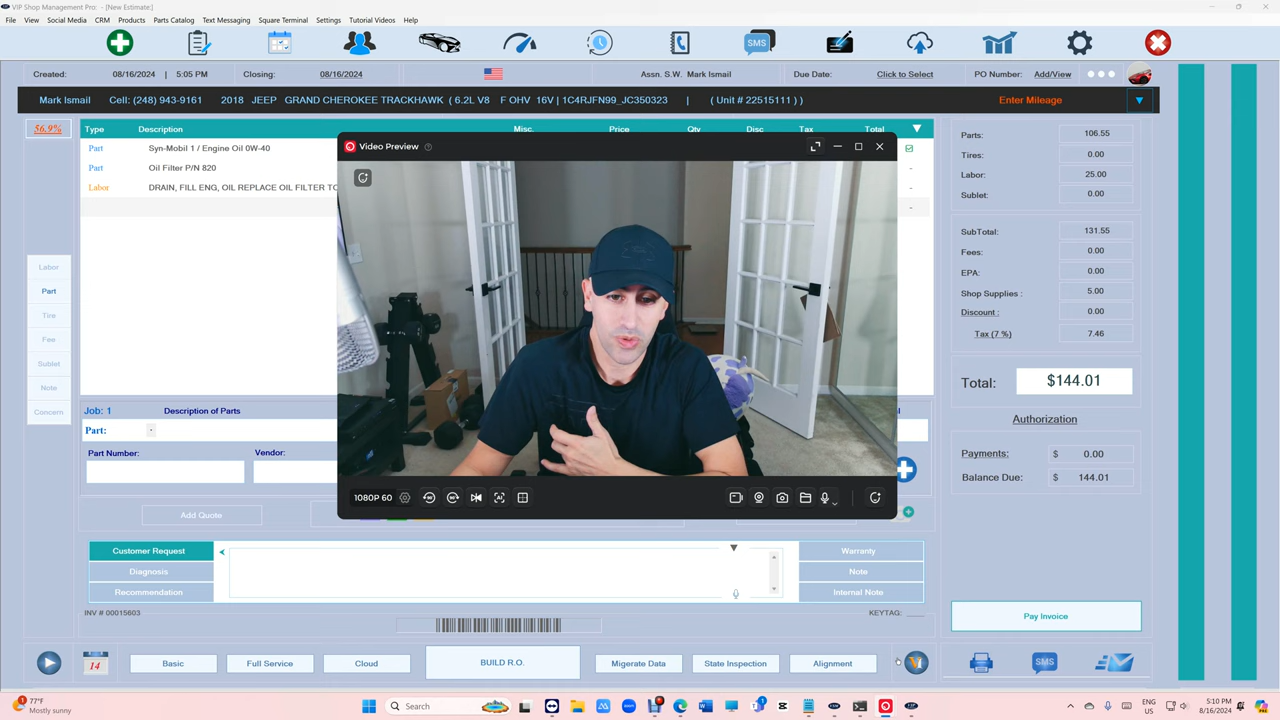 VIP Shop Management Pro: - [New Estimate:]
File View Social Media CRM Products Parts Catalog Text Messaging Square Terminal Settings Tutorial Videos Help
SMS
Created: 08/16/2024 | 5:05 PM Closing: 08/16/2024 Assn. S.W. Mark Ismail Due Date: Click to Select PO Number: Add/View
Mark Ismail Cell: (248) 943-9161 2018 JEEP GRAND CHEROKEE TRACKHAWK ( 6.2L V8 F OHV 16V | 1C4RJFN99_JC350323 | ( Unit # 22515111 ) ) Enter Mileage
56.9%
Type Description Misc. Price Qty Disc Tax Total
Part Syn-Mobil 1 / Engine Oil 0W-40
Part Oil Filter P/N 820 -
Labor DRAIN, FILL ENG, OIL REPLACE OIL FILTER TO -
-
Video Preview
1080P 60
Labor
Part
Tire
Fee
Sublet
Note
Concern
Parts: 106.55
Tires: 0.00
Labor: 25.00
Sublet: 0.00
SubTotal: 131.55
Fees: 0.00
EPA: 0.00
Shop Supplies : 5.00
Discount: 0.00
Tax (7 %) 7.46
Total: $144.01
Authorization
Payments: $ 0.00
Balance Due: $ 144.01
Job: 1 Description of Parts
Part: -
Part Number: Vendor:
Add Quote
Customer Request
Diagnosis
Recommendation
Warranty
Note
Internal Note
INV # 00015603 KEYTAG: ____
Pay Invoice
14 Basic Full Service Cloud BUILD R.O. Migerate Data State Inspection Alignment V SMS
1 77°F
Mostly sunny
Search
ENG
US
5:10 PM
8/16/2024